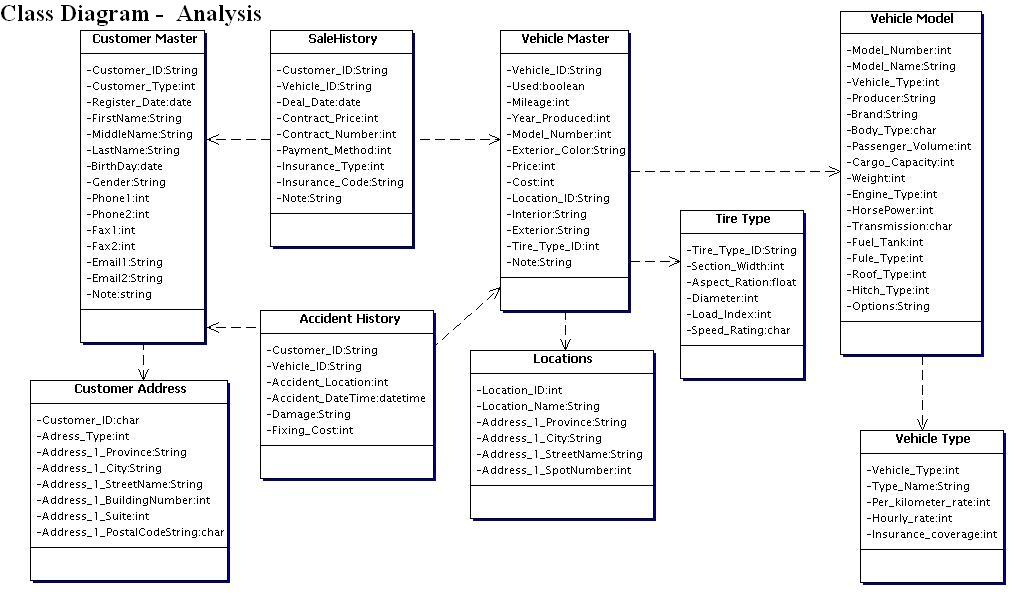 Class Diagram -  Analysis
Customer Master
-Customer_ID:String
-Customer_Type:int
-Register_Date:date
-FirstName:String
-MiddleName:String
-LastName:String
-BirthDay:date
-Gender:String
-Phone1:int
-Phone2:int
-Fax1:int
-Fax2:int
-Email1:String
-Email2:String
-Note:string
SaleHistory
-Customer_ID:String
-Vehicle_ID:String
-Deal_Date:date
-Contract_Price:int
-Contract_Number:int
-Payment_Method:int
-Insurance_Type:int
-Insurance_Code:String
-Note:String
Vehicle Master
-Vehicle_ID:String
-Used:boolean
-Mileage:int
-Year_Produced:int
-Model_Number:int
-Exterior_Color:String
-Price:int
-Cost:int
-Location_ID:String
-Interior:String
-Exterior:String
-Tire_Type_ID:int
-Note:String
Vehicle Model
-Model_Number:int
-Model_Name:String
-Vehicle_Type:int
-Producer:String
-Brand:String
-Body_Type:char
-Passenger_Volume:int
-Cargo_Capacity:int
-Weight:int
-Engine_Type:int
-HorsePower:int
-Transmission:char
-Fuel_Tank:int
-Fule_Type:int
-Roof_Type:int
-Hitch_Type:int
-Options:String
Tire Type
-Tire_Type_ID:String
-Section_Width:int
-Aspect_Ration:float
-Diameter:int
-Load_Index:int
-Speed_Rating:char
Accident History
-Customer_ID:String
-Vehicle_ID:String
-Accident_Location:int
-Accident_DateTime:datetime
-Damage:String
-Fixing_Cost:int
Locations
-Location_ID:int
-Location_Name:String
-Address_1_Province:String
-Address_1_City:String
-Address_1_StreetName:String
-Address_1_SpotNumber:int
Customer Address
-Customer_ID:char
-Adress_Type:int
-Address_1_Province:String
-Address_1_City:String
-Address_1_StreetName:String
-Address_1_BuildingNumber:int
-Address_1_Suite:int
-Address_1_PostalCodeString:char
Vehicle Type
-Vehicle_Type:int
-Type_Name:String
-Per_kilometer_rate:int
-Hourly_rate:int
-Insurance_coverage:int